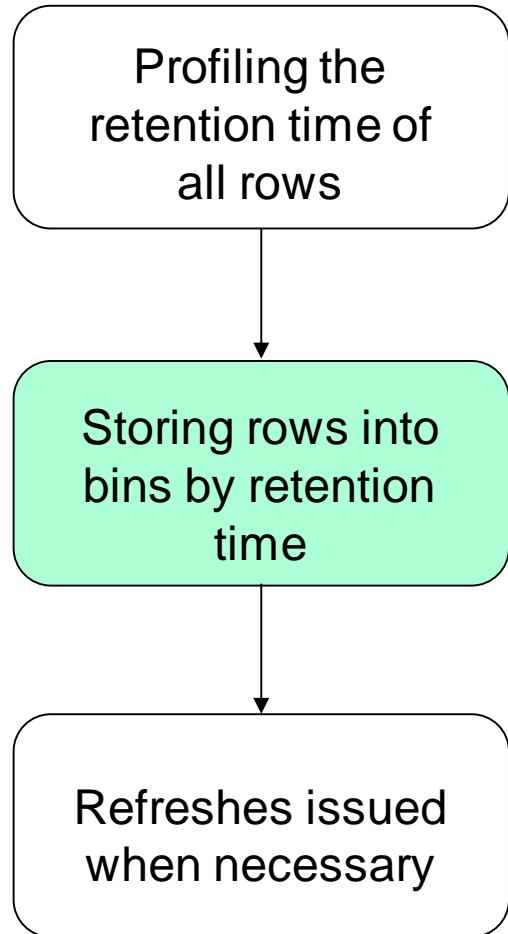 Profiling the
retention time of
all rows
Storing rows into
bins by retention
time
Refreshes issued
when necessary